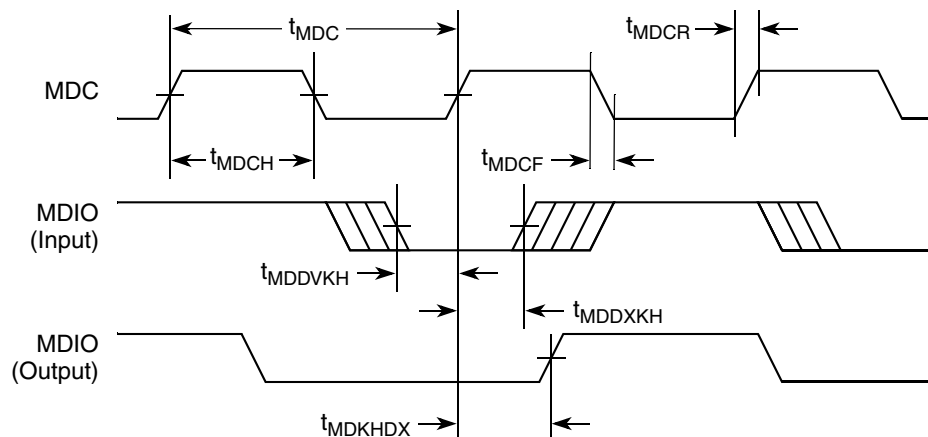 tMDC
tMDCR
MDC
tMDCH
tMDCF
MDIO
(Input)
tMDDVKH
tMDDXKH
MDIO
(Output)
tMDKHDX